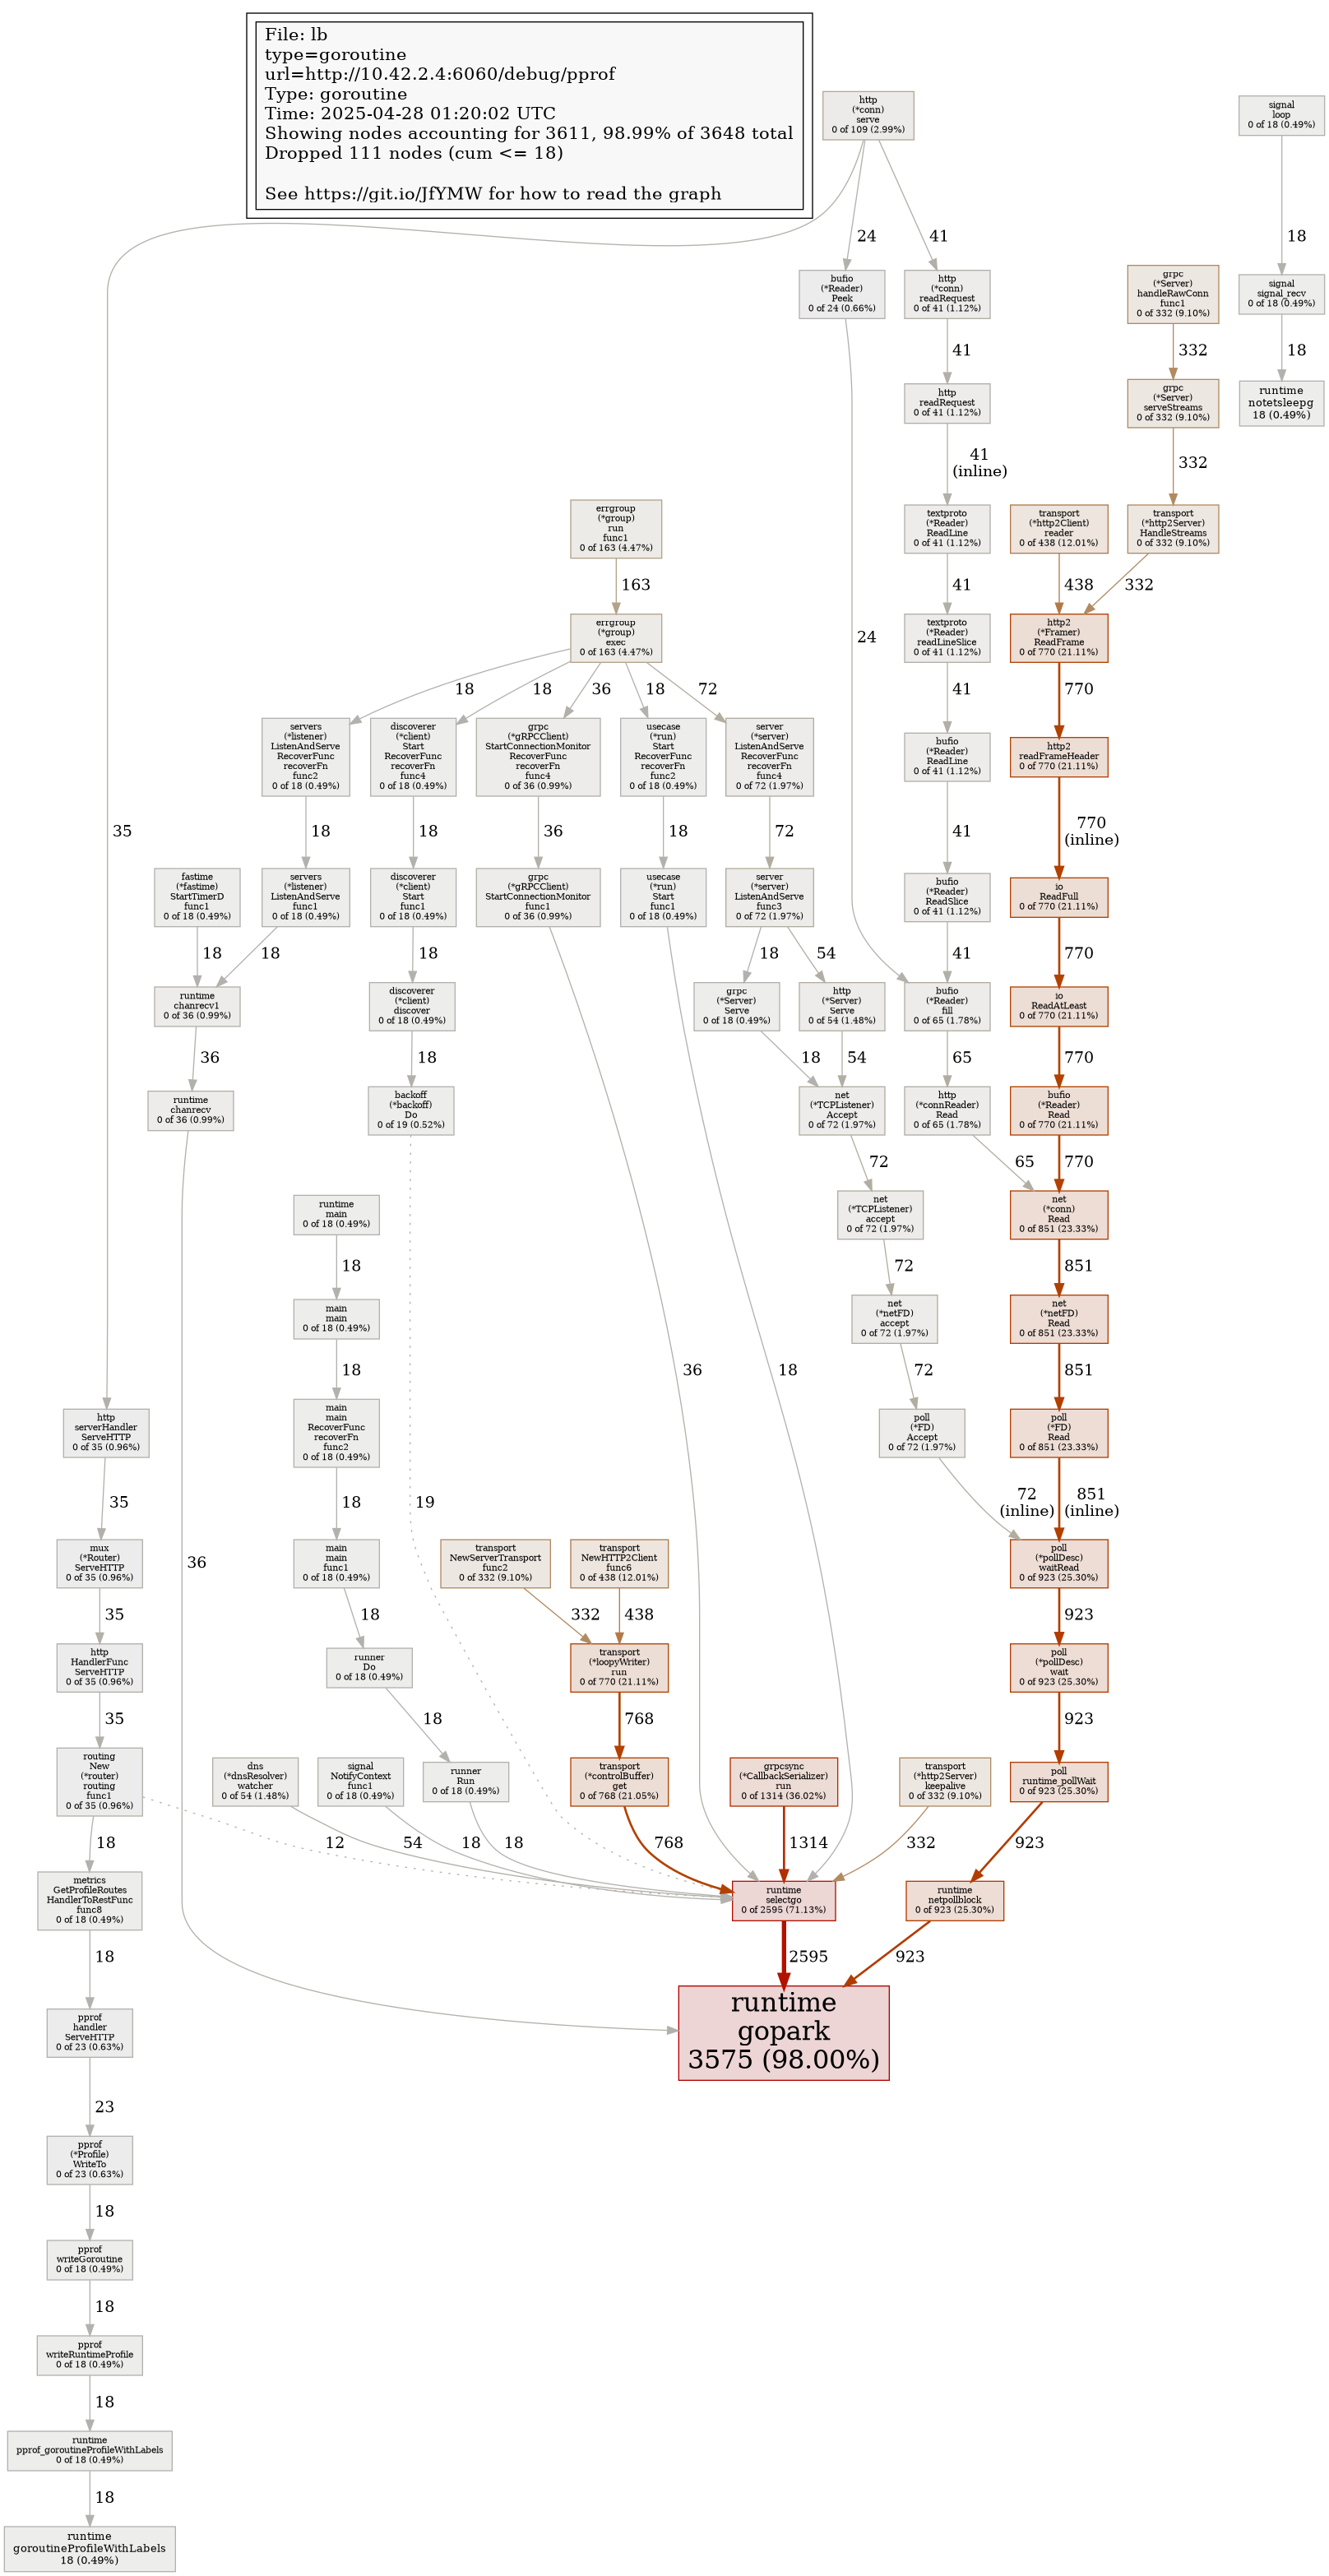 File: lb
type=goroutine
url=http://10.42.2.4:6060/debug/pprof
Type: goroutine
Time: 2025-04-28 01:20:02 UTC
Showing nodes accounting for 3611, 98.99% of 3648 total
Dropped 111 nodes (cum <= 18)
See https://git.io/JfYMW for how to read the graph
http
(*conn)
serve
0 of 109 (2.99%)
signal
loop
0 of 18 (0.49%)
24
41
18
bufio
(*Reader)
Peek
0 of 24 (0.66%)
http
(*conn)
readRequest
0 of 41 (1.12%)
grpc
(*Server)
handleRawConn
func1
0 of 332 (9.10%)
signal
signal_recv
0 of 18 (0.49%)
41
332
18
http
readRequest
0 of 41 (1.12%)
grpc
(*Server)
serveStreams
0 of 332 (9.10%)
runtime
notetsleepg
18 (0.49%)
41
(inline)
332
errgroup
(*group)
run
func1
0 of 163 (4.47%)
textproto
(*Reader)
ReadLine
0 of 41 (1.12%)
transport
(*http2Client)
reader
0 of 438 (12.01%)
transport
(*http2Server)
HandleStreams
0 of 332 (9.10%)
163
41
438
332
errgroup
(*group)
exec
0 of 163 (4.47%)
24
textproto
(*Reader)
readLineSlice
0 of 41 (1.12%)
http2
(*Framer)
ReadFrame
0 of 770 (21.11%)
18
18
36
18
72
41
770
servers
(*listener)
ListenAndServe
RecoverFunc
recoverFn
func2
0 of 18 (0.49%)
discoverer
(*client)
Start
RecoverFunc
recoverFn
func4
0 of 18 (0.49%)
grpc
(*gRPCClient)
StartConnectionMonitor
RecoverFunc
recoverFn
func4
0 of 36 (0.99%)
usecase
(*run)
Start
RecoverFunc
recoverFn
func2
0 of 18 (0.49%)
server
(*server)
ListenAndServe
RecoverFunc
recoverFn
func4
0 of 72 (1.97%)
bufio
(*Reader)
ReadLine
0 of 41 (1.12%)
http2
readFrameHeader
0 of 770 (21.11%)
35
18
18
36
18
72
41
770
(inline)
fastime
(*fastime)
StartTimerD
func1
0 of 18 (0.49%)
servers
(*listener)
ListenAndServe
func1
0 of 18 (0.49%)
discoverer
(*client)
Start
func1
0 of 18 (0.49%)
grpc
(*gRPCClient)
StartConnectionMonitor
func1
0 of 36 (0.99%)
usecase
(*run)
Start
func1
0 of 18 (0.49%)
server
(*server)
ListenAndServe
func3
0 of 72 (1.97%)
bufio
(*Reader)
ReadSlice
0 of 41 (1.12%)
io
ReadFull
0 of 770 (21.11%)
18
18
18
18
54
41
770
runtime
chanrecv1
0 of 36 (0.99%)
discoverer
(*client)
discover
0 of 18 (0.49%)
grpc
(*Server)
Serve
0 of 18 (0.49%)
http
(*Server)
Serve
0 of 54 (1.48%)
bufio
(*Reader)
fill
0 of 65 (1.78%)
io
ReadAtLeast
0 of 770 (21.11%)
36
18
18
54
65
770
runtime
chanrecv
0 of 36 (0.99%)
backoff
(*backoff)
Do
0 of 19 (0.52%)
net
(*TCPListener)
Accept
0 of 72 (1.97%)
http
(*connReader)
Read
0 of 65 (1.78%)
bufio
(*Reader)
Read
0 of 770 (21.11%)
72
65
770
runtime
main
0 of 18 (0.49%)
net
(*TCPListener)
accept
0 of 72 (1.97%)
net
(*conn)
Read
0 of 851 (23.33%)
18
72
851
main
main
0 of 18 (0.49%)
net
(*netFD)
accept
0 of 72 (1.97%)
net
(*netFD)
Read
0 of 851 (23.33%)
18
36
18
72
851
http
serverHandler
ServeHTTP
0 of 35 (0.96%)
main
main
RecoverFunc
recoverFn
func2
0 of 18 (0.49%)
poll
(*FD)
Accept
0 of 72 (1.97%)
poll
(*FD)
Read
0 of 851 (23.33%)
35
18
19
72
(inline)
851
(inline)
mux
(*Router)
ServeHTTP
0 of 35 (0.96%)
36
main
main
func1
0 of 18 (0.49%)
transport
NewServerTransport
func2
0 of 332 (9.10%)
transport
NewHTTP2Client
func6
0 of 438 (12.01%)
poll
(*pollDesc)
waitRead
0 of 923 (25.30%)
35
18
332
438
923
http
HandlerFunc
ServeHTTP
0 of 35 (0.96%)
runner
Do
0 of 18 (0.49%)
transport
(*loopyWriter)
run
0 of 770 (21.11%)
poll
(*pollDesc)
wait
0 of 923 (25.30%)
35
18
768
923
routing
New
(*router)
routing
func1
0 of 35 (0.96%)
dns
(*dnsResolver)
watcher
0 of 54 (1.48%)
signal
NotifyContext
func1
0 of 18 (0.49%)
runner
Run
0 of 18 (0.49%)
transport
(*controlBuffer)
get
0 of 768 (21.05%)
grpcsync
(*CallbackSerializer)
run
0 of 1314 (36.02%)
transport
(*http2Server)
keepalive
0 of 332 (9.10%)
poll
runtime_pollWait
0 of 923 (25.30%)
18
12
54
18
18
768
1314
332
923
metrics
GetProfileRoutes
HandlerToRestFunc
func8
0 of 18 (0.49%)
runtime
selectgo
0 of 2595 (71.13%)
runtime
netpollblock
0 of 923 (25.30%)
18
2595
923
pprof
handler
ServeHTTP
0 of 23 (0.63%)
runtime
gopark
3575 (98.00%)
23
pprof
(*Profile)
WriteTo
0 of 23 (0.63%)
18
pprof
writeGoroutine
0 of 18 (0.49%)
18
pprof
writeRuntimeProfile
0 of 18 (0.49%)
18
runtime
pprof_goroutineProfileWithLabels
0 of 18 (0.49%)
18
runtime
goroutineProfileWithLabels
18 (0.49%)